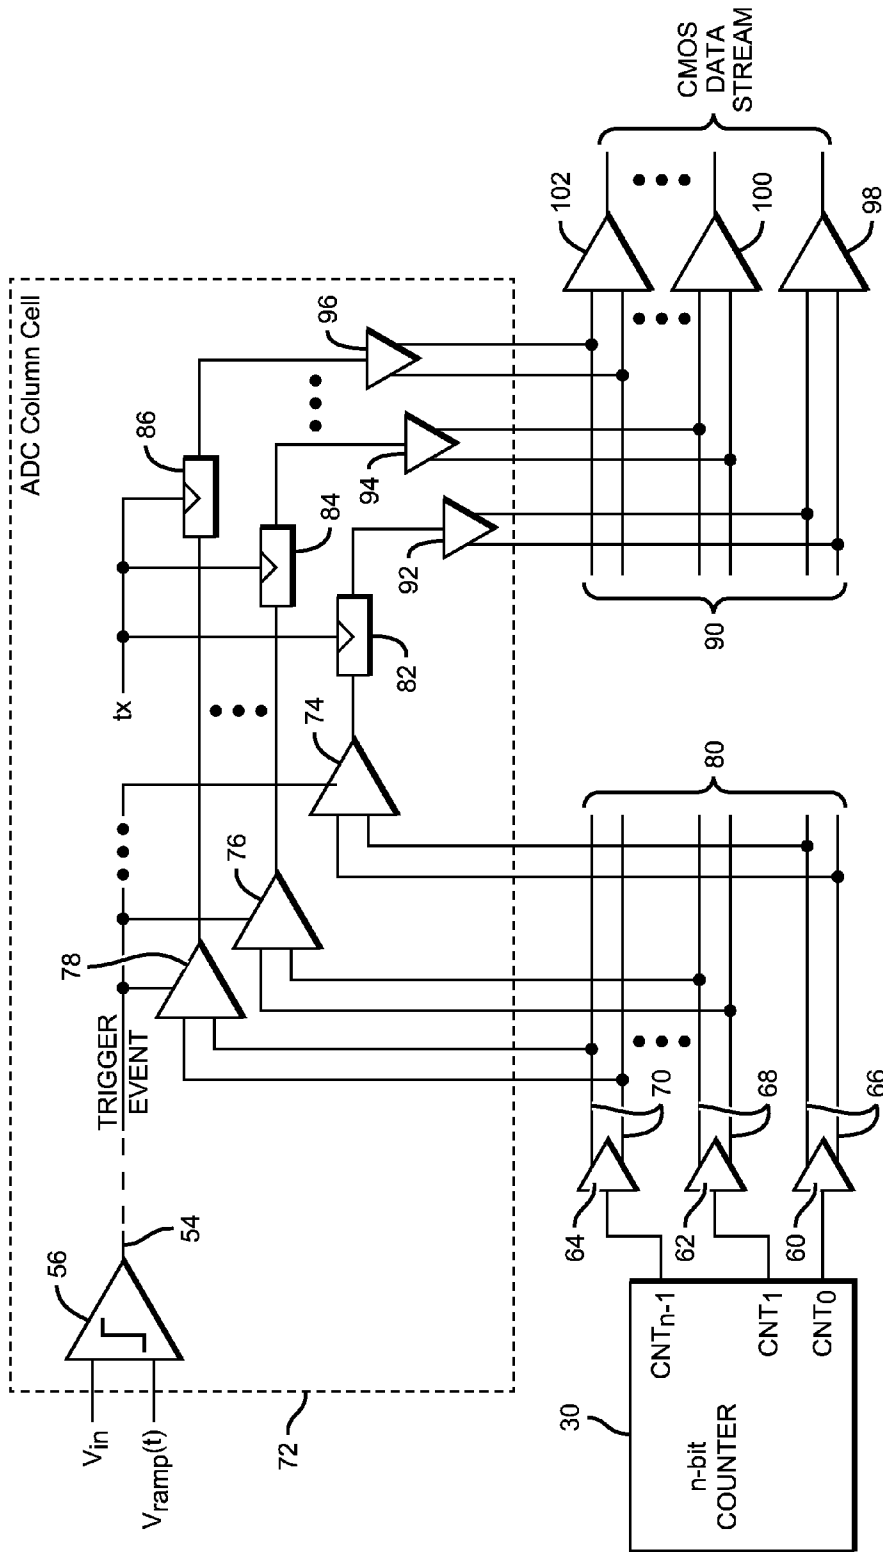 ADC Column Cell
56
54
V_in
V_ramp(t)
72
TRIGGER
EVENT
78
76
74
tx
86
84
82
96
94
92
102
100
98
CMOS
DATA
STREAM
90
80
70
68
66
64
62
60
30
n-bit
COUNTER
CNT_n-1
CNT_1
CNT_0